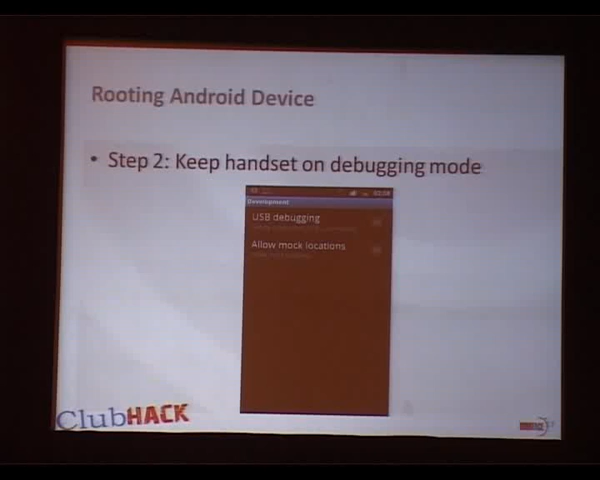 Rooting Android Device
• Step 2: Keep handset on debugging mode
Development
USB debugging
Allow mock locations
ClubHACK